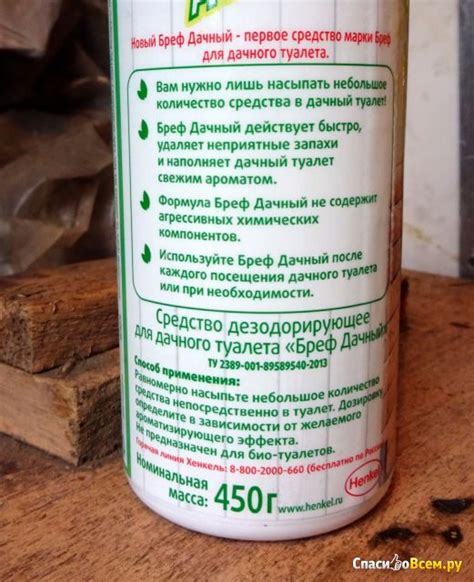 Новый Бреф Дачный - первое средство марки Бреф
для дачного туалета.
Вам нужно лишь насыпать небольшое
количество средства в дачный туалет!
Бреф Дачный действует быстро,
удаляет неприятные запахи
и наполняет дачный туалет
свежим ароматом.
Формула Бреф Дачный не содержит
агрессивных химических
компонентов.
Используйте Бреф Дачный после
каждого посещения дачного туалета
или при необходимости.
Средство дезодорирующее
для дачного туалета «Бреф Дачный»
ТУ 2389-001-89589540-2013
Способ применения:
Равномерно насыпьте небольшое количество
средства непосредственно в туалет. Дозировку
определите в зависимости от желаемого
ароматизирующего эффекта.
Не предназначен для био-туалетов.
Горячая линия Хенкель: 8-800-2000-660 (бесплатно по России)
Номинальная
масса: 450г
www.henkel.ru
Henkel
СпасибоВсем.ру